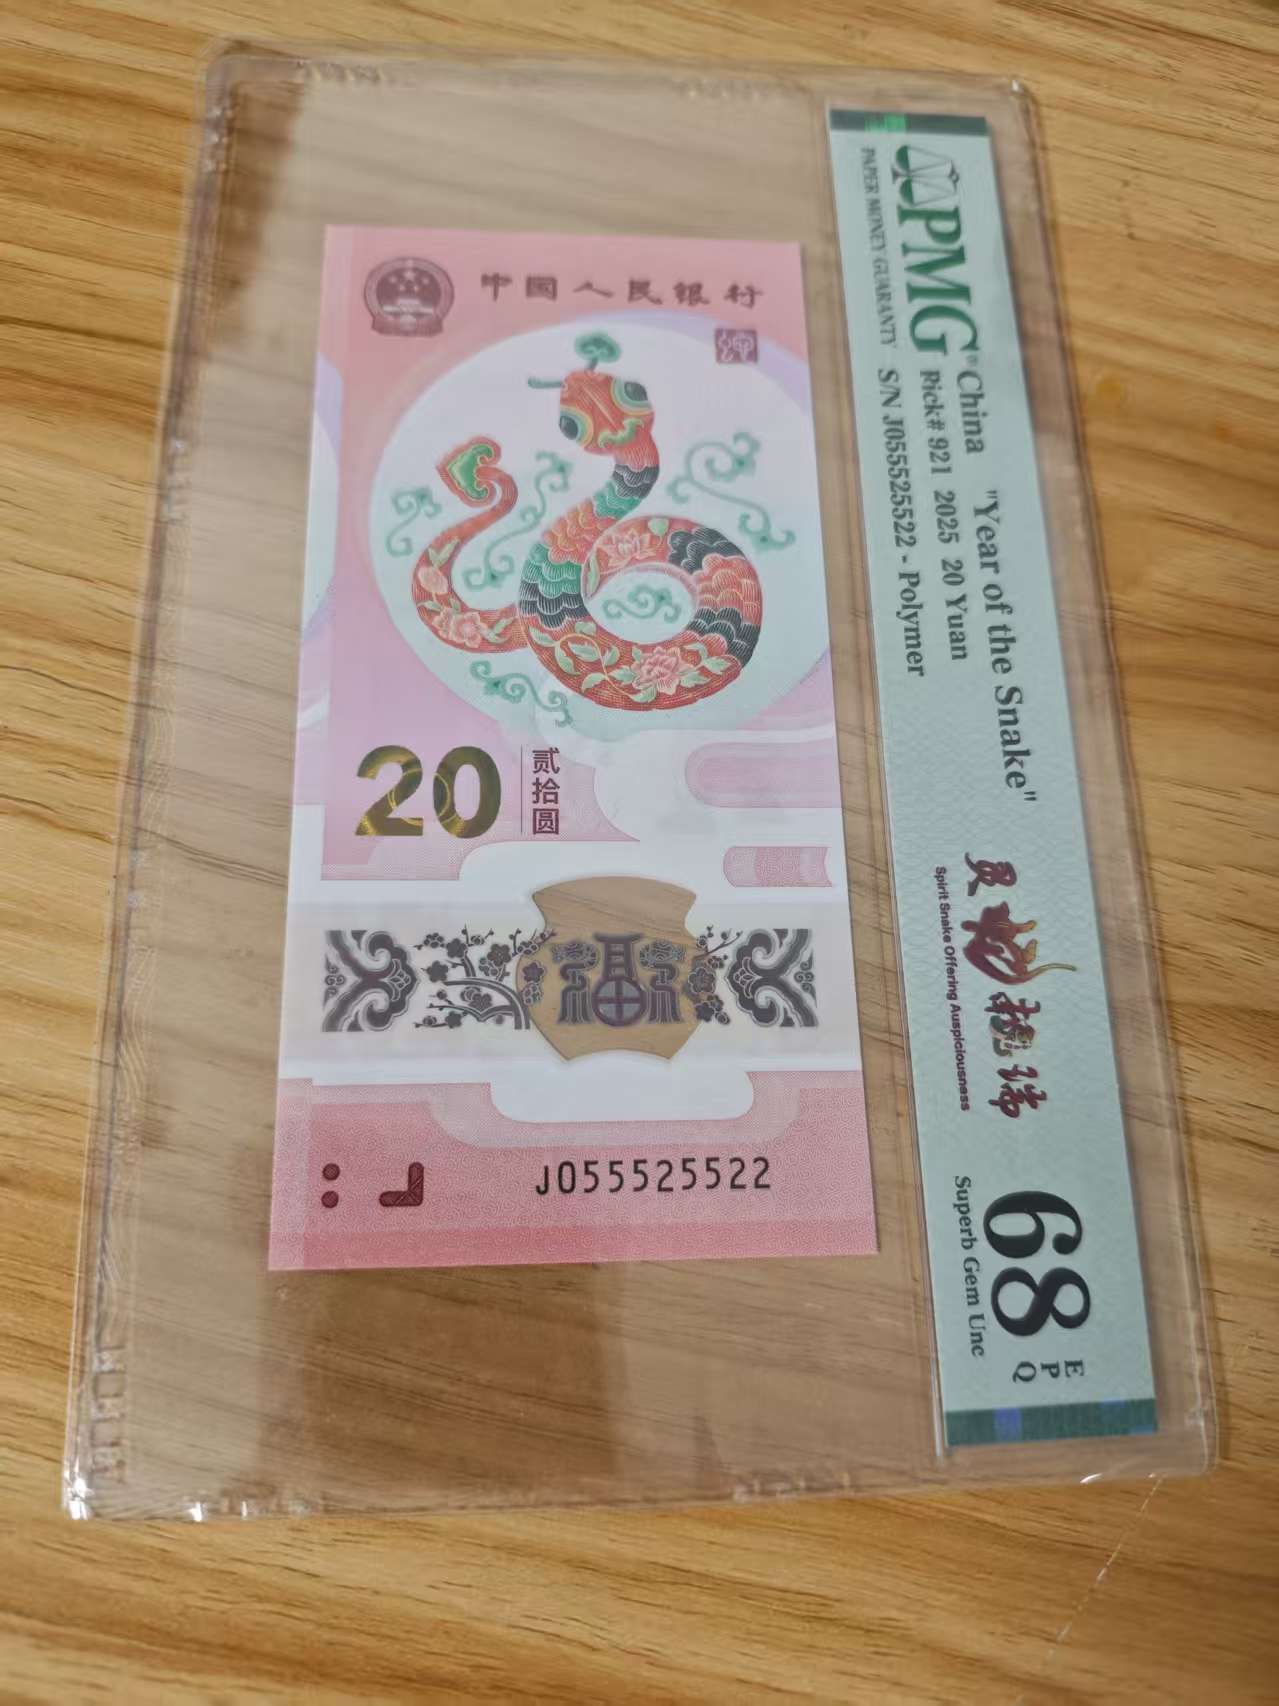 中国人民银行
20
贰拾圆
福
J055525522
PMG
PAPER MONEY GUARANTY
China "Year of the Snake"
Pick# 921 2025 20 Yuan
S/N J055525522 - Polymer
灵蛇献瑞
Spirit Snake Offering Auspiciousness
68 EPQ
Superb Gem Unc